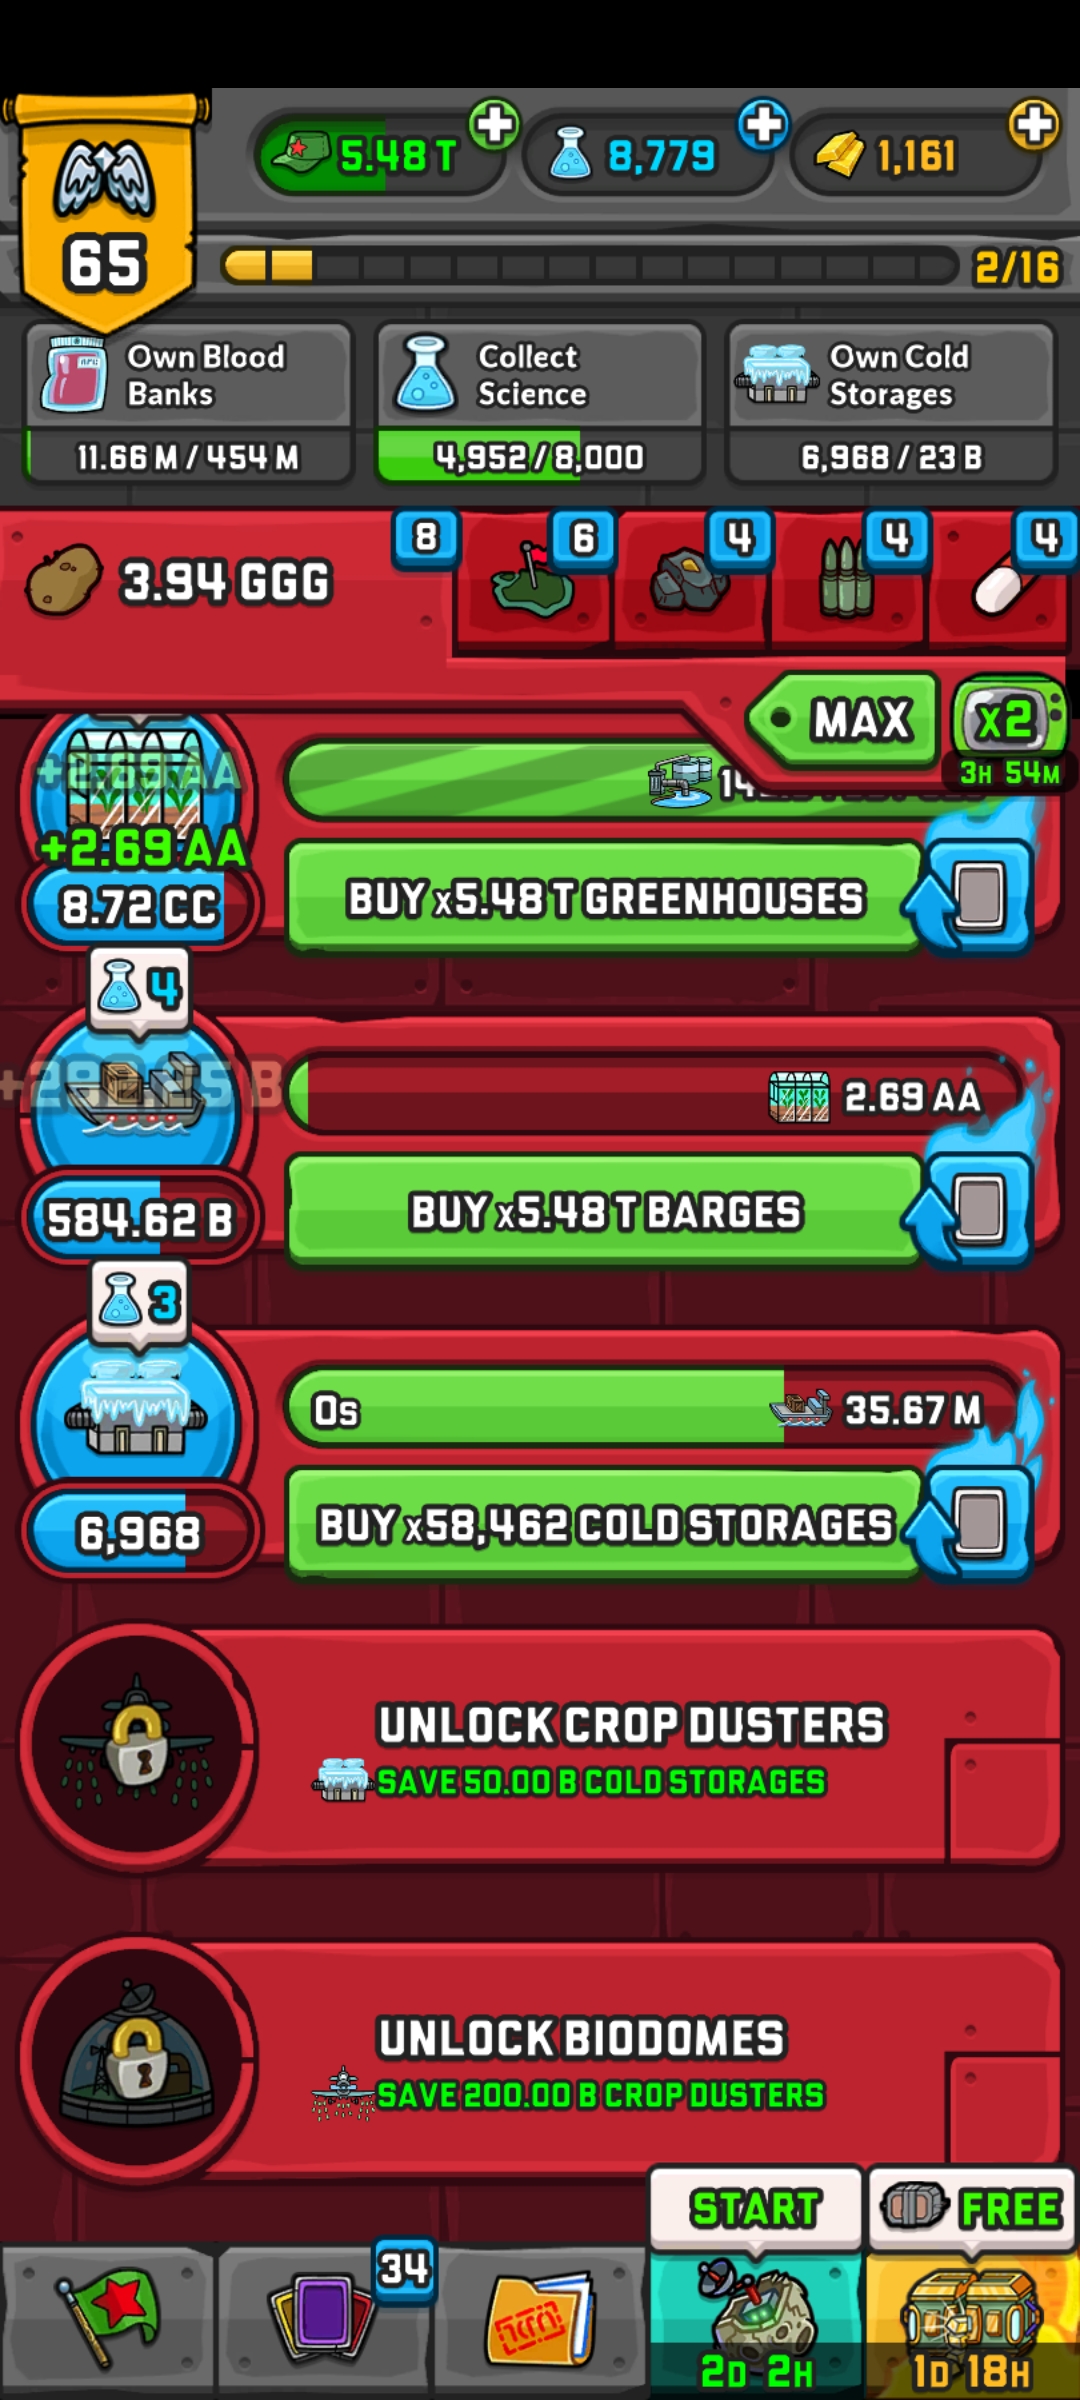 5.48 T
8,779
1,161
65
2/16
Own Blood Banks
11.66 M / 454 M
Collect Science
4,952/8,000
Own Cold Storages
6,968 / 23 B
3.94 GGG
8
6
4
4
4
MAX
x2
3H 54M
+2.69 AA
+2.69 AA
8.72 CC
BUY x5.48 T GREENHOUSES
4
2.69 AA
584.62 B
BUY x5.48 T BARGES
3
0s
35.67 M
6,968
BUY x58,462 COLD STORAGES
UNLOCK CROP DUSTERS
SAVE 50.00 B COLD STORAGES
UNLOCK BIODOMES
SAVE 200.00 B CROP DUSTERS
START
FREE
34
2D 2H
1D 18H